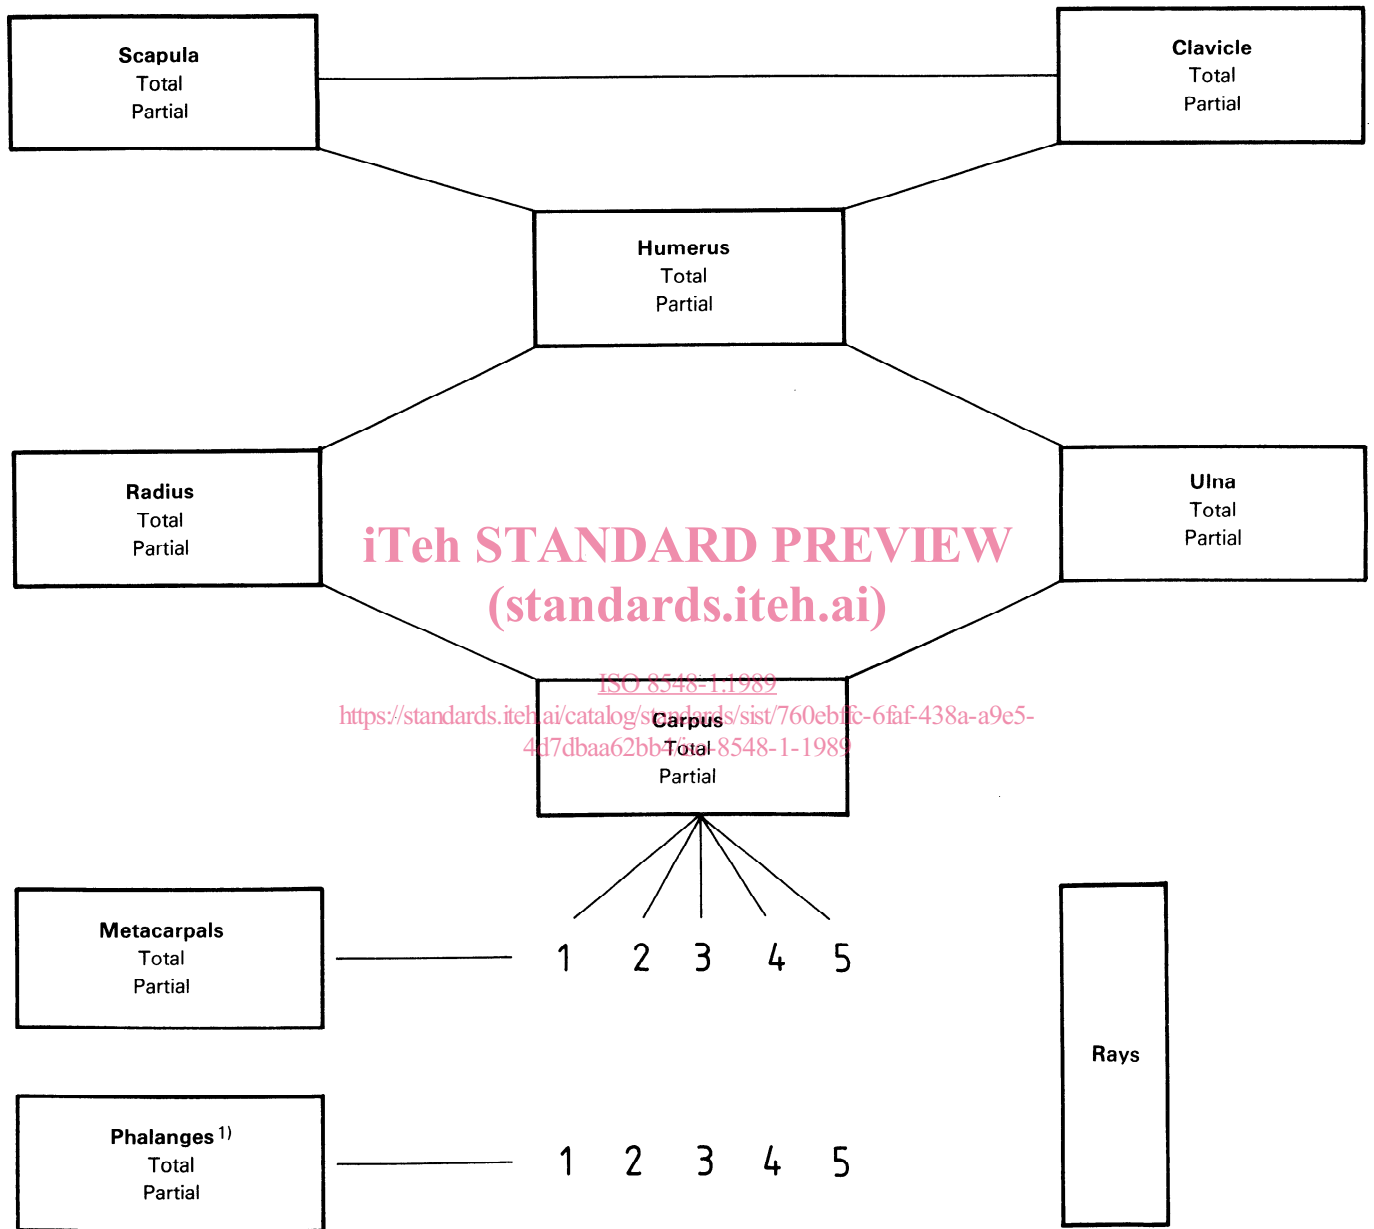 Scapula
Total
Partial
Clavicle
Total
Partial
Humerus
Total
Partial
Radius
Total
Partial
Ulna
Total
Partial
iTeh STANDARD PREVIEW
(standards.iteh.ai)
ISO 8548-1:1989
https://standards.iteh.ai/catalog/standards/sist/760ebffc-6faf-438a-a9e5-
4d7dbaa62bb4/iso-8548-1-1989
Carpus
Total
Partial
Metacarpals
Total
Partial
1 2 3 4 5
Rays
Phalanges 1)
Total
Partial
1 2 3 4 5